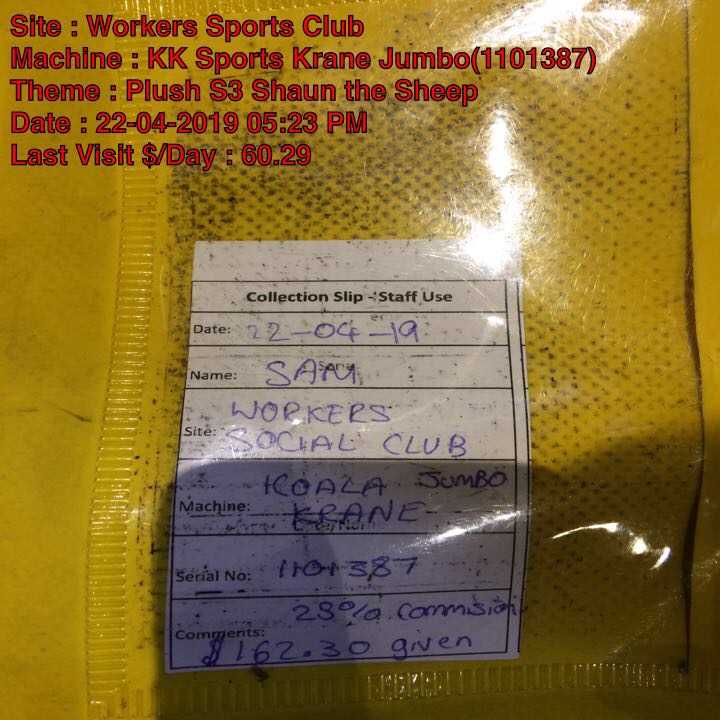 Site : Workers Sports Club
Machine : KK Sports Krane Jumbo(1101387)
Theme : Plush S3 Shaun the Sheep
Date : 22-04-2019 05:23 PM
Last Visit $/Day : 60.29
Collection Slip - Staff Use
Date: 22-04-19
Name: SAM
WORKERS
Site: SOCIAL CLUB
KOALA JUMBO
Machine: KRANE
Serial No: 1101387
25% commision
Comments:
$162.30 given